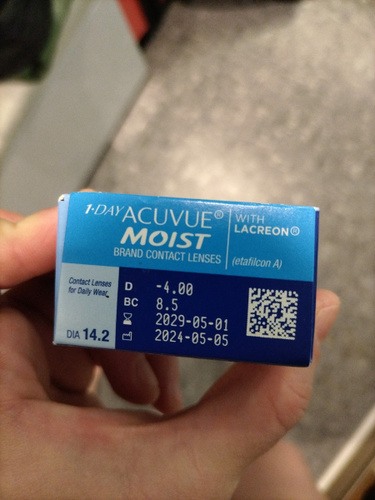 1·DAY ACUVUE®
MOIST
BRAND CONTACT LENSES
WITH
LACREON®
(etafilcon A)
Contact Lenses
for Daily Wear
DIA 14.2
D -4.00
BC 8.5
2029-05-01
2024-05-05